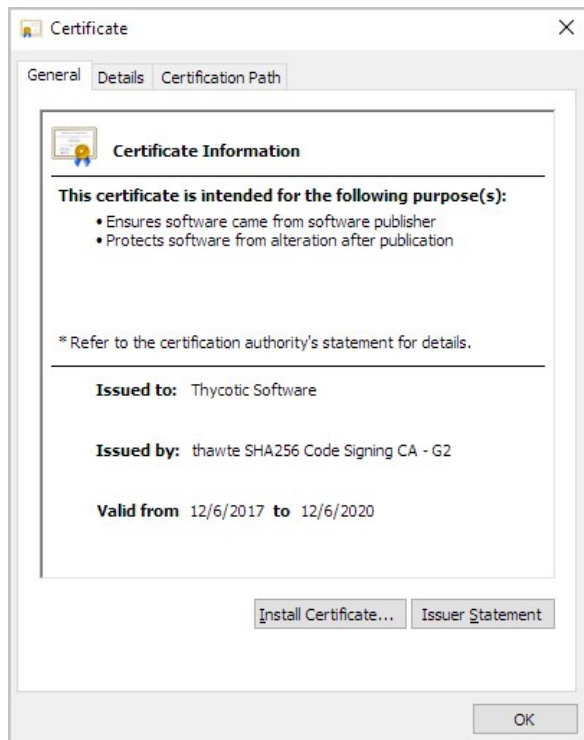 Certificate
General Details Certification Path
Certificate Information
This certificate is intended for the following purpose(s):
• Ensures software came from software publisher
• Protects software from alteration after publication
* Refer to the certification authority's statement for details.
Issued to: Thycotic Software
Issued by: thawte SHA256 Code Signing CA - G2
Valid from 12/6/2017 to 12/6/2020
Install Certificate... Issuer Statement
OK